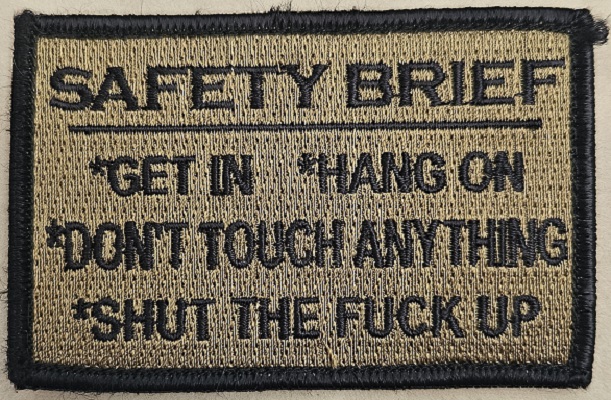 SAFETY BRIEF
*GET IN *HANG ON
*DON'T TOUCH ANYTHING
*SHUT THE FUCK UP